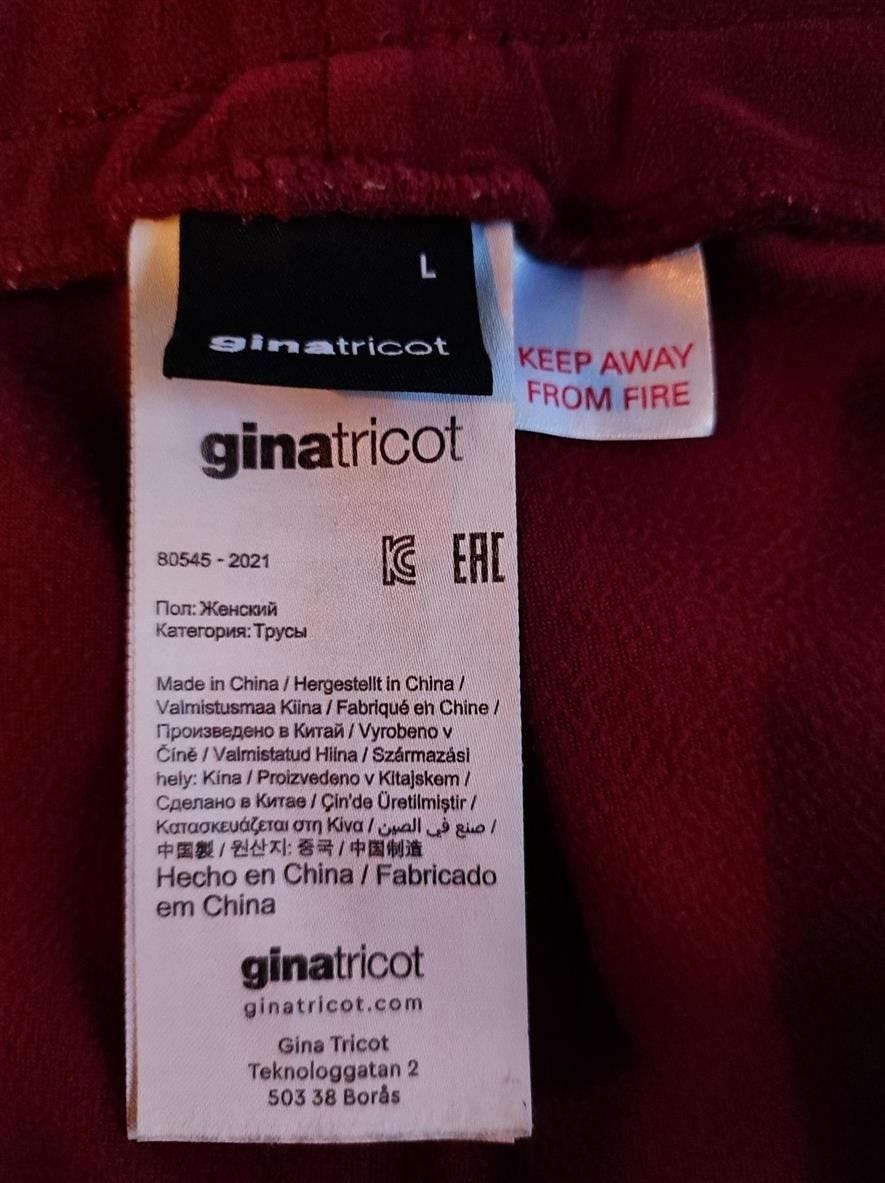 L
ginatricot
KEEP AWAY
FROM FIRE
ginatricot
80545 - 2021
EAC
Пол: Женский
Категория: Трусы
Made in China / Hergestellt in China /
Valmistusmaa Kiina / Fabriqué en Chine /
Произведено в Китай / Vyrobeno v
Číně / Valmistatud Hiina / Származási
hely: Kína / Proizvedeno v Kitajskem /
Сделано в Китае / Çin'de Üretilmiştir /
Κατασκευάζεται στη Κίνα / صنع في الصين /
中国製 / 원산지: 중국 / 中国制造
Hecho en China / Fabricado
em China
ginatricot
ginatricot.com
Gina Tricot
Teknologgatan 2
503 38 Borås